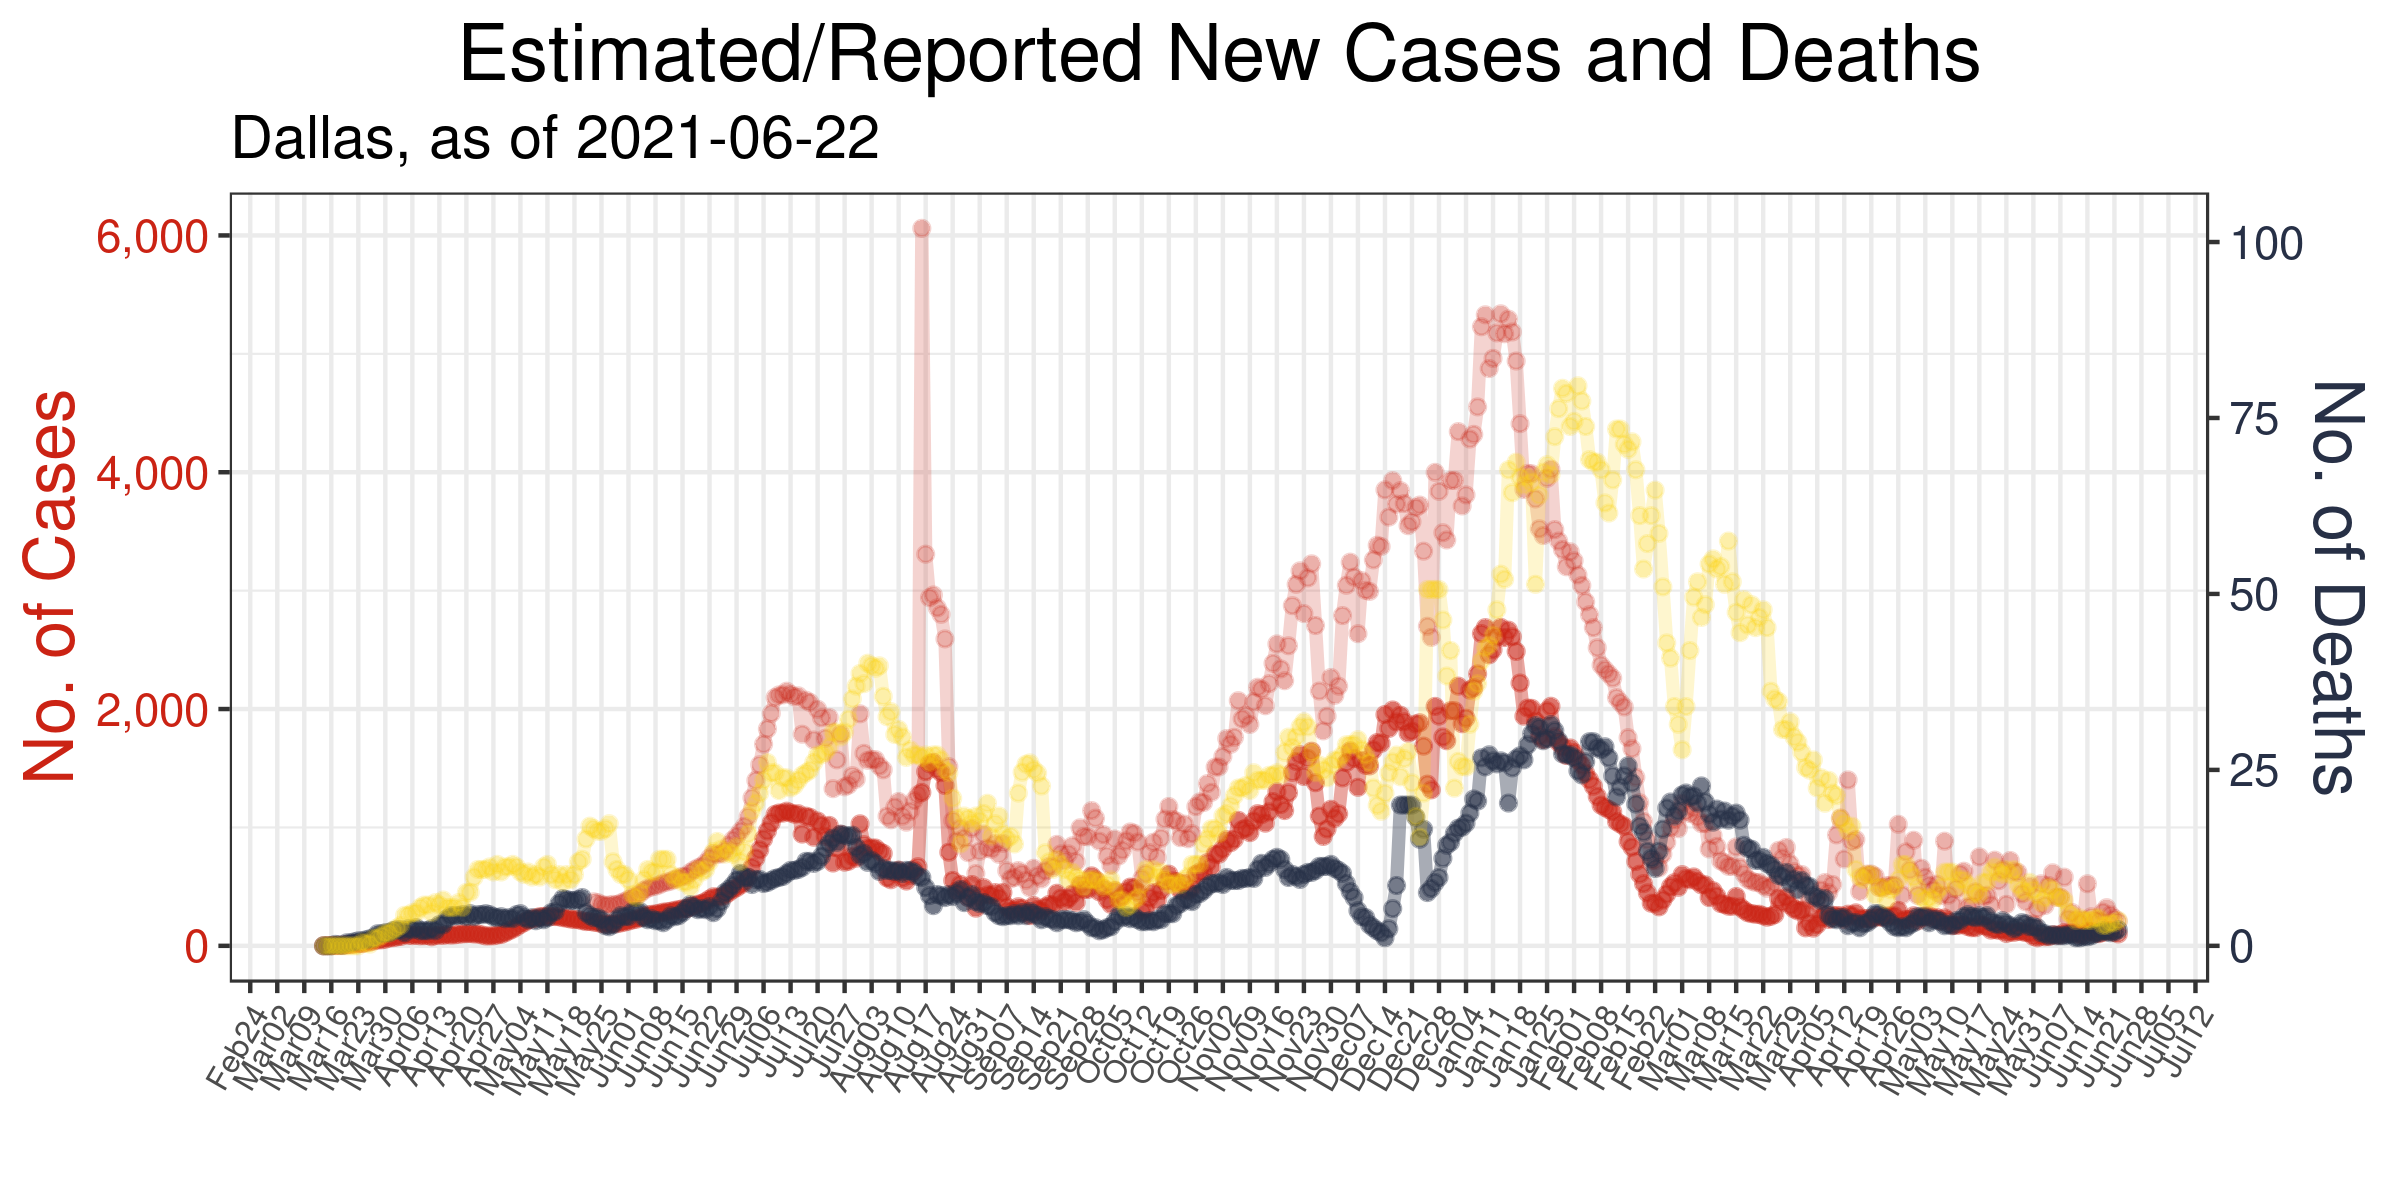 Estimated/Reported New Cases and Deaths
Dallas, as of 2021-06-22
No. of Cases
6,000
4,000
2,000
0
100
75
50
25
0
No. of Deaths
Feb24
Mar02
Mar09
Mar16
Mar23
Mar30
Apr06
Apr13
Apr20
Apr27
May04
May11
May18
May25
Jun01
Jun08
Jun15
Jun22
Jun29
Jul06
Jul13
Jul20
Jul27
Aug03
Aug10
Aug17
Aug24
Aug31
Sep07
Sep14
Sep21
Sep28
Oct05
Oct12
Oct19
Oct26
Nov02
Nov09
Nov16
Nov23
Nov30
Dec07
Dec14
Dec21
Dec28
Jan04
Jan11
Jan18
Jan25
Feb01
Feb08
Feb15
Feb22
Mar01
Mar08
Mar15
Mar22
Mar29
Apr05
Apr12
Apr19
Apr26
May03
May10
May17
May24
May31
Jun07
Jun14
Jun21
Jun28
Jul05
Jul12